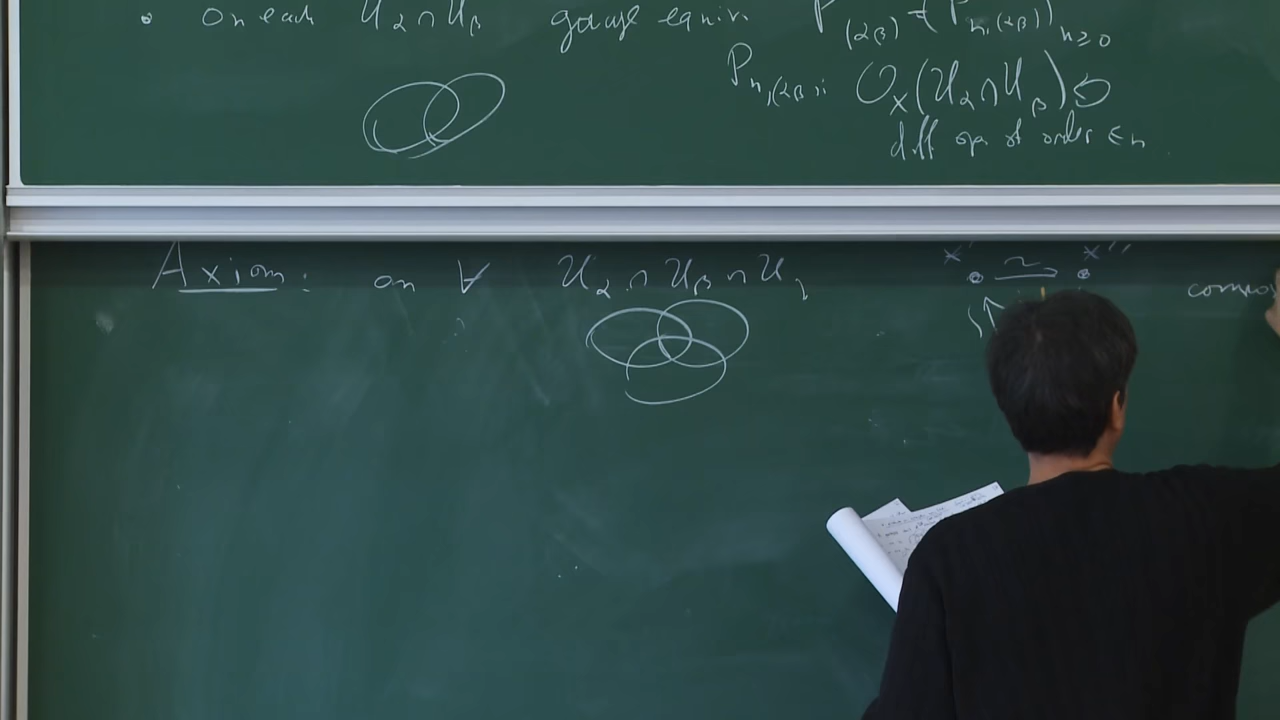 • On each U_α ∩ U_β gauge equiv. P_(αβ) = (P_n,(αβ))_n≥0
P_n,(αβ): O_X(U_α ∩ U_β)
diff op of order ≤ n
Axiom: on ∀ U_α ∩ U_β ∩ U_γ x' ~ x'' compo